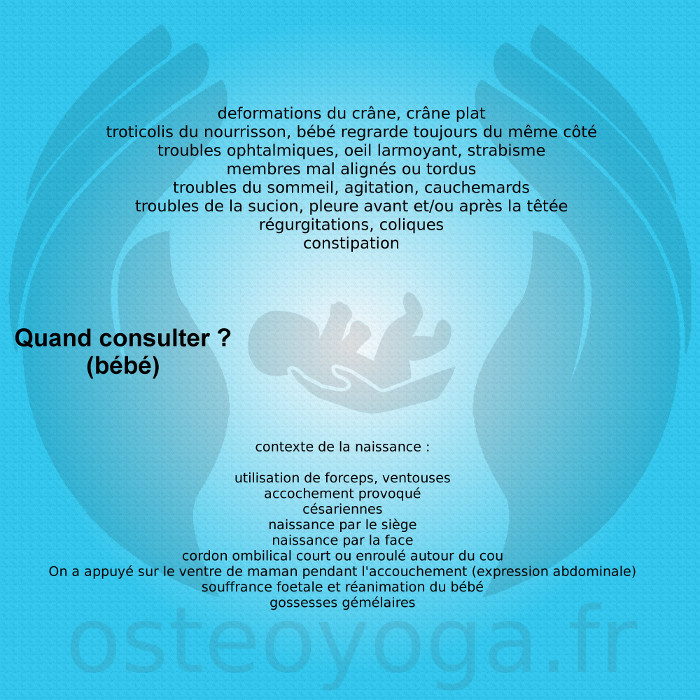 deformations du crâne, crâne plat
troticolis du nourrisson, bébé regrarde toujours du même côté
troubles ophtalmiques, oeil larmoyant, strabisme
membres mal alignés ou tordus
troubles du sommeil, agitation, cauchemards
troubles de la sucion, pleure avant et/ou après la têtée
régurgitations, coliques
constipation
Quand consulter ?
(bébé)
contexte de la naissance :
utilisation de forceps, ventouses
accochement provoqué
césariennes
naissance par le siège
naissance par la face
cordon ombilical court ou enroulé autour du cou
On a appuyé sur le ventre de maman pendant l'accouchement (expression abdominale)
souffrance foetale et réanimation du bébé
gossesses gémélaires
osteoyoga.fr